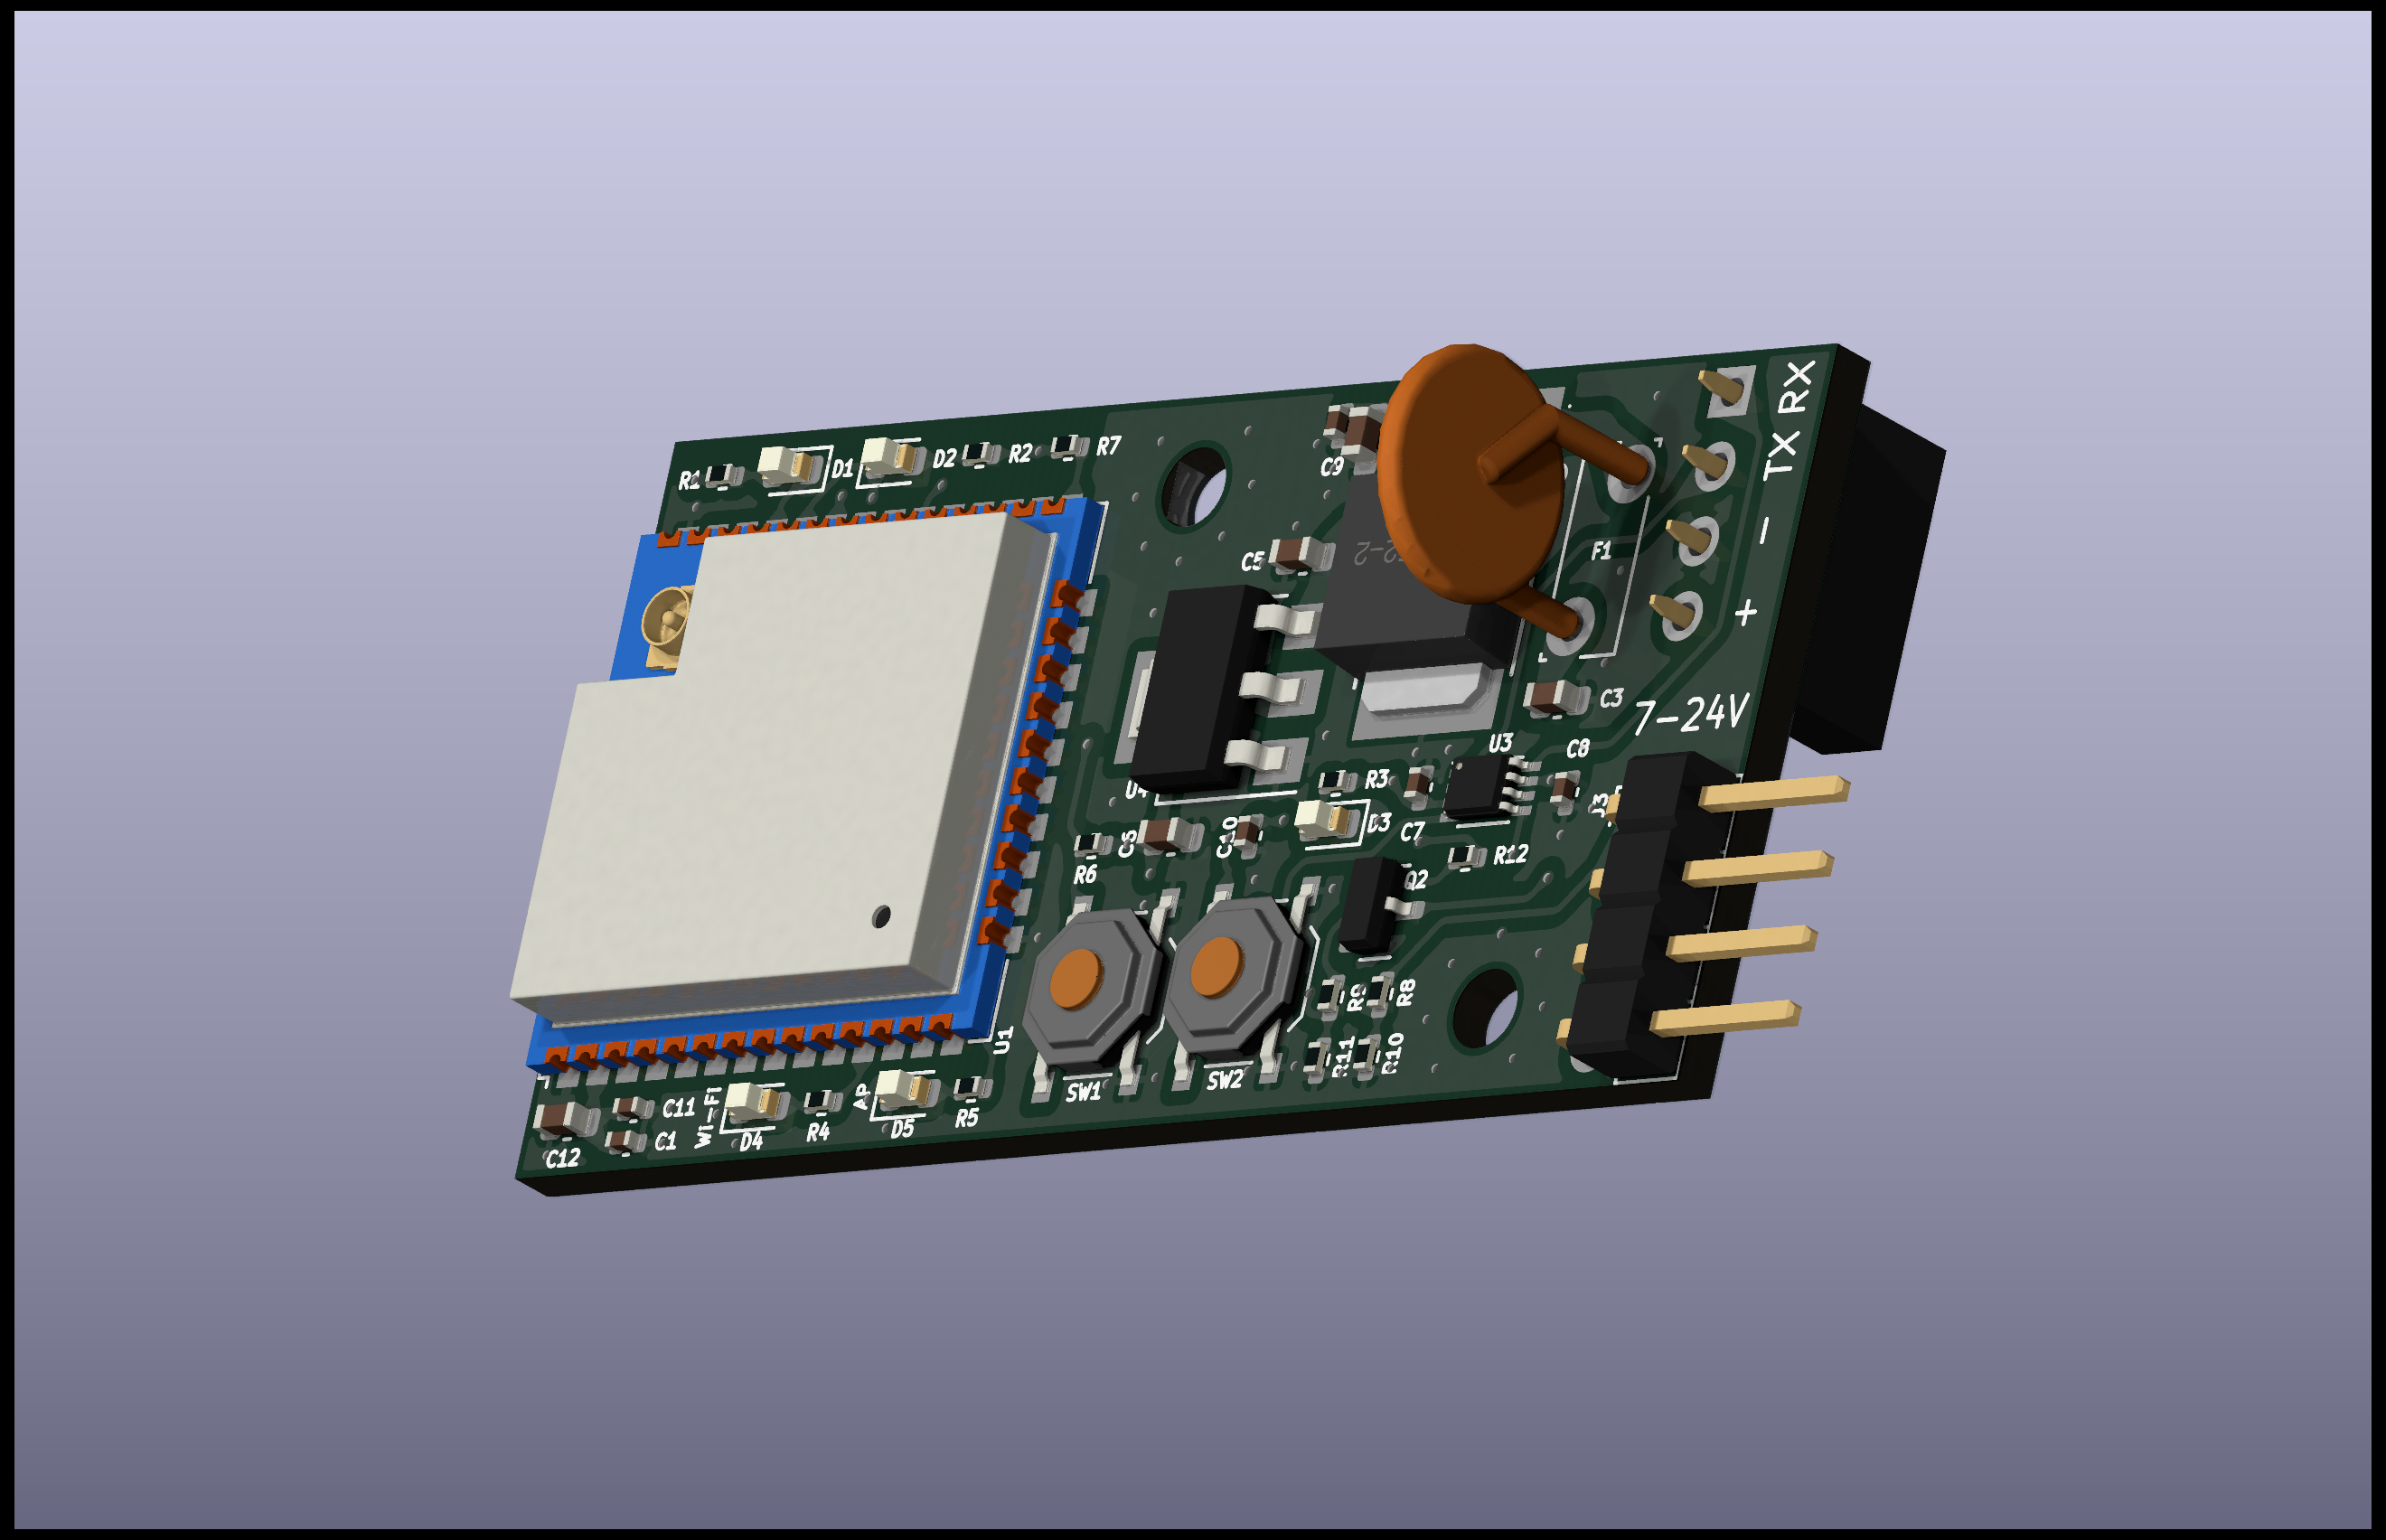 RX
TX
-
+
7-24V
R1
D1
D2
R2
R7
C9
C5
F1
C3
U3
C8
U4
R3
J3
C6
C10
D3
C7
R12
R6
Q2
R9
R8
R11
R10
U1
SW1
SW2
C11
C1
C12
WI-FI
D4
R4
AP
D5
R5